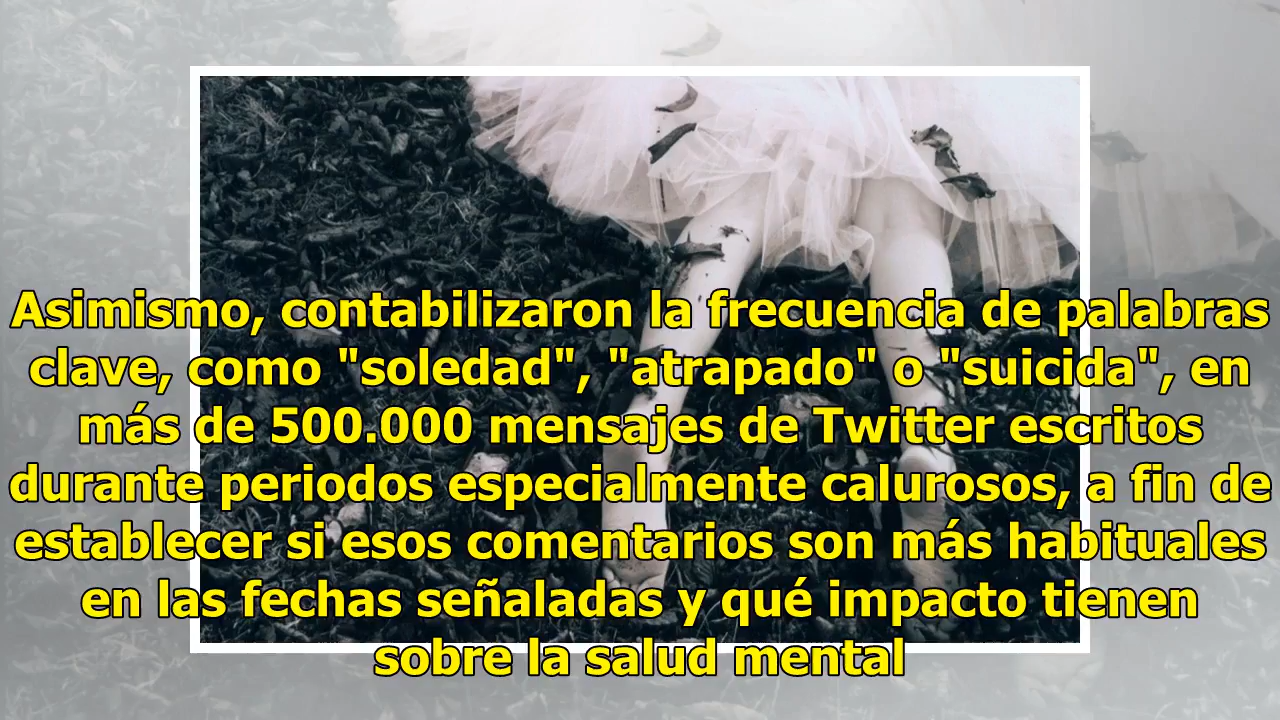 Asimismo, contabilizaron la frecuencia de palabras
clave, como "soledad", "atrapado" o "suicida", en
más de 500.000 mensajes de Twitter escritos
durante periodos especialmente calurosos, a fin de
establecer si esos comentarios son más habituales
en las fechas señaladas y qué impacto tienen
sobre la salud mental